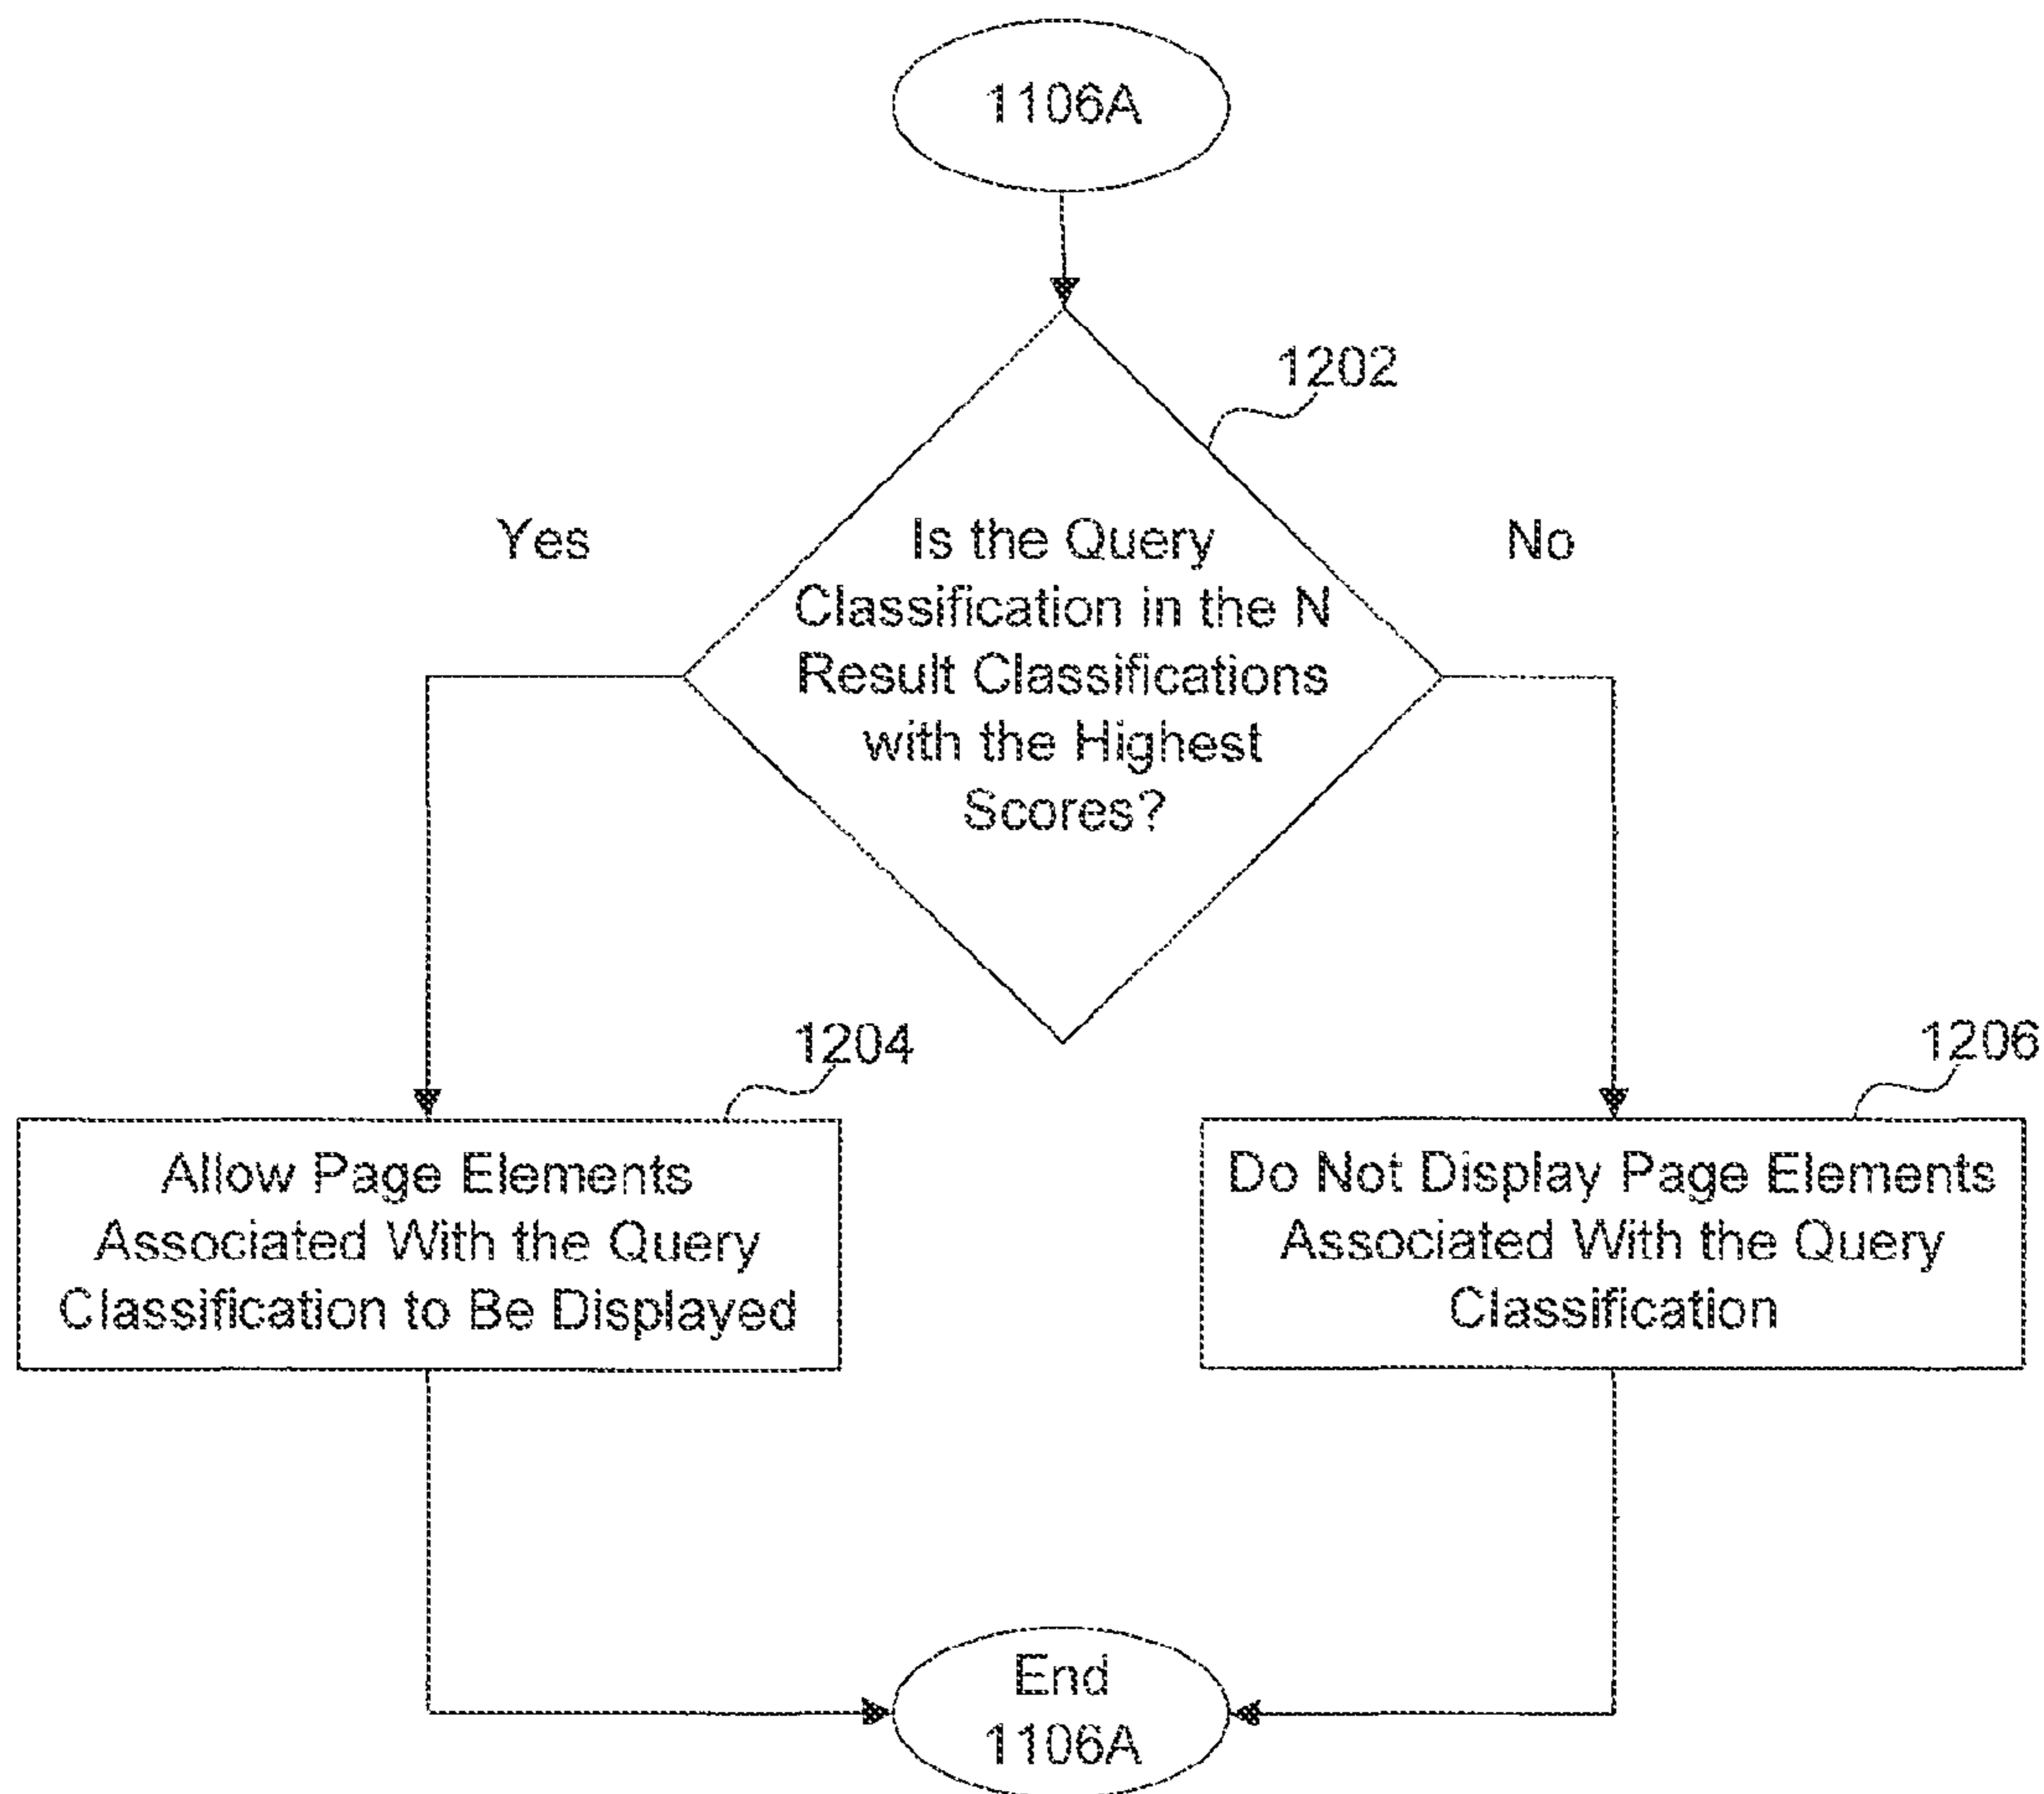 1106A
1202
Yes
Is the Query
Classification in the N
Result Classifications
with the Highest
Scores?
No
1204
Allow Page Elements
Associated With the Query
Classification to Be Displayed
1206
Do Not Display Page Elements
Associated With the Query
Classification
End
1106A